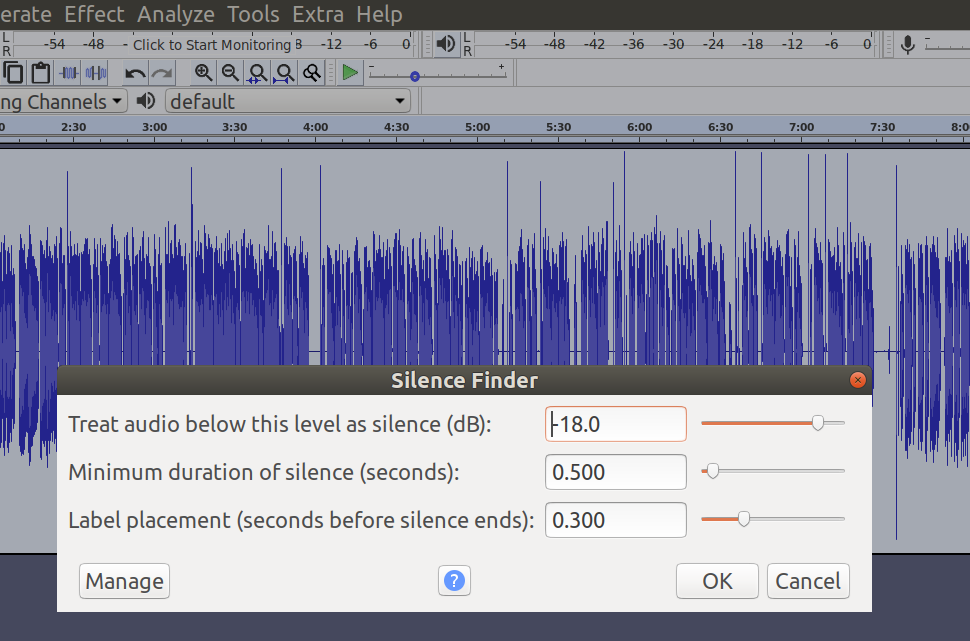 erate Effect Analyze Tools Extra Help
L -54 -48 - Click to Start Monitoring 8 -12 -6 0 L -54 -48 -42 -36 -30 -24 -18 -12 -6 0
R R
ng Channels default
0 2:30 3:00 3:30 4:00 4:30 5:00 5:30 6:00 6:30 7:00 7:30 8:0
Silence Finder
Treat audio below this level as silence (dB): -18.0
Minimum duration of silence (seconds): 0.500
Label placement (seconds before silence ends): 0.300
Manage ? OK Cancel